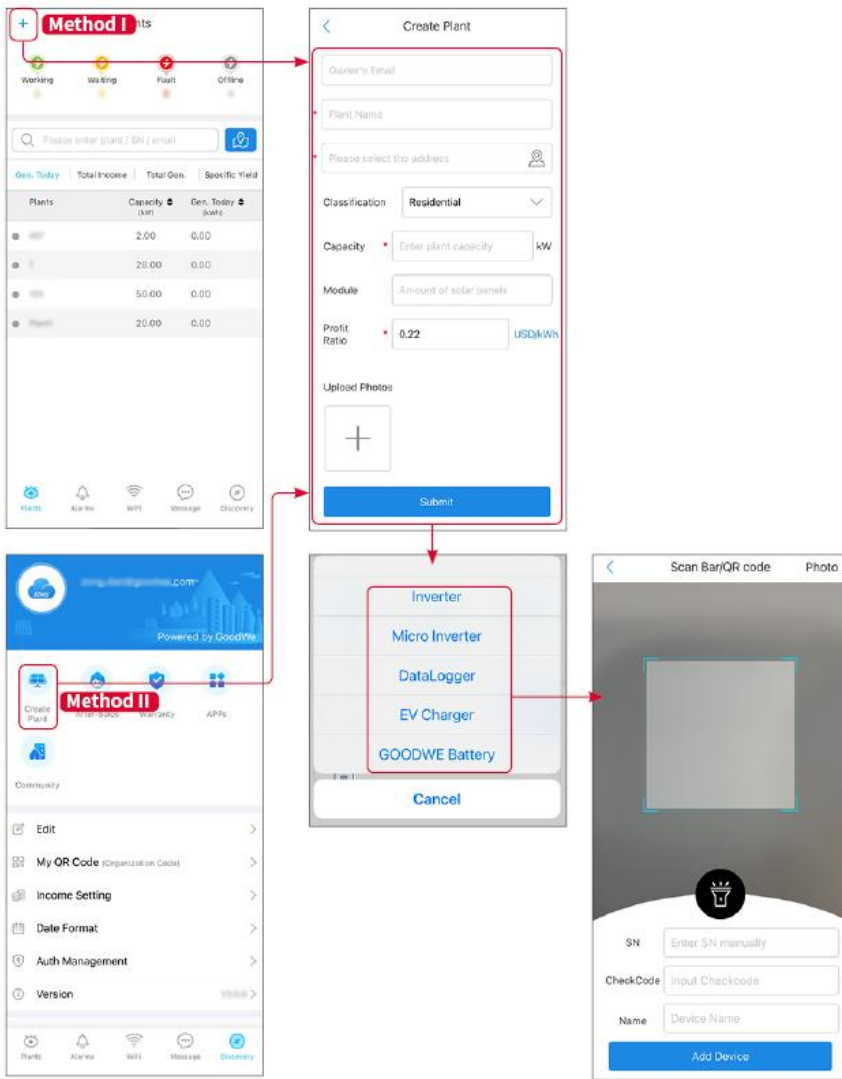 +
Method I
nts
Working Waiting Fault Offline
Please enter plant / SN / email
Gen. Today Total Income Total Gen. Specific Yield
Plants Capacity (kW) Gen. Today (kWh)
2.00 0.00
28.00 0.00
50.00 0.00
20.00 0.00
Plants Alarms WiFi Message Discovery
Create Plant
Owner's Email
* Plant Name
* Please select the address
Classification Residential
Capacity * Enter plant capacity kW
Module Amount of solar panels
Profit Ratio * 0.22 USD/kWh
Upload Photos
+
Submit
.com
Powered by GoodWe
Create Plant
Method II
After-Sales Warranty APPs
Community
Edit
My QR Code (Organization Code)
Income Setting
Date Format
Auth Management
Version
Plants Alarms WiFi Message Discovery
Inverter
Micro Inverter
DataLogger
EV Charger
GOODWE Battery
Cancel
Scan Bar/QR code Photo
SN Enter SN manually
CheckCode Input Checkcode
Name Device Name
Add Device